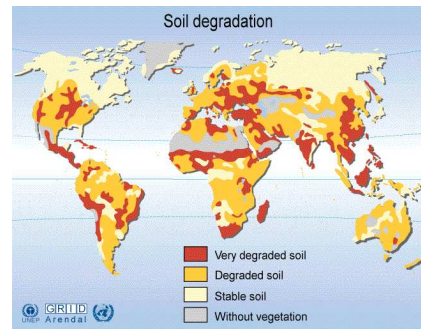 Soil degradation
Very degraded soil
Degraded soil
Stable soil
Without vegetation
UNEP
GRID
Arendal